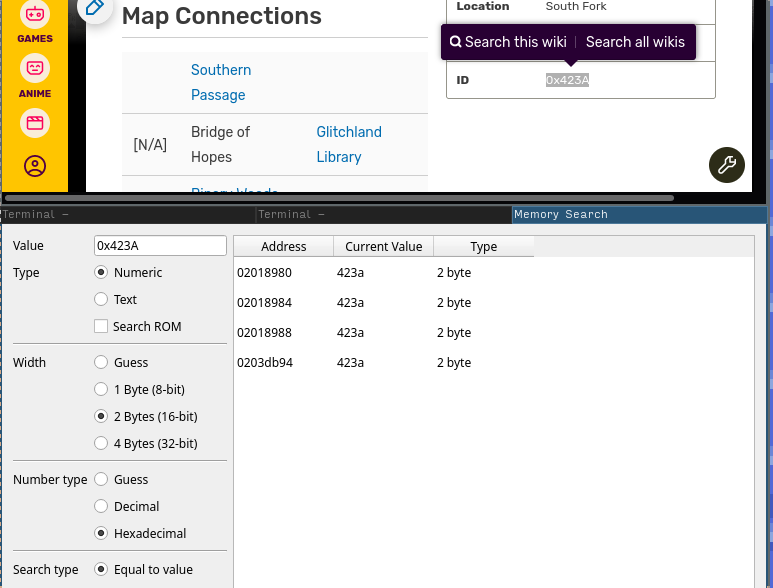 GAMES
ANIME
Map Connections
Southern
Passage
[N/A]
Bridge of
Hopes
Glitchland
Library
Location
South Fork
Search this wiki
Search all wikis
ID
0x423A
Terminal –
Terminal –
Memory Search
Value
0x423A
Type
Numeric
Text
Search ROM
Width
Guess
1 Byte (8-bit)
2 Bytes (16-bit)
4 Bytes (32-bit)
Number type
Guess
Decimal
Hexadecimal
Search type
Equal to value
Address
Current Value
Type
02018980
423a
2 byte
02018984
423a
2 byte
02018988
423a
2 byte
0203db94
423a
2 byte